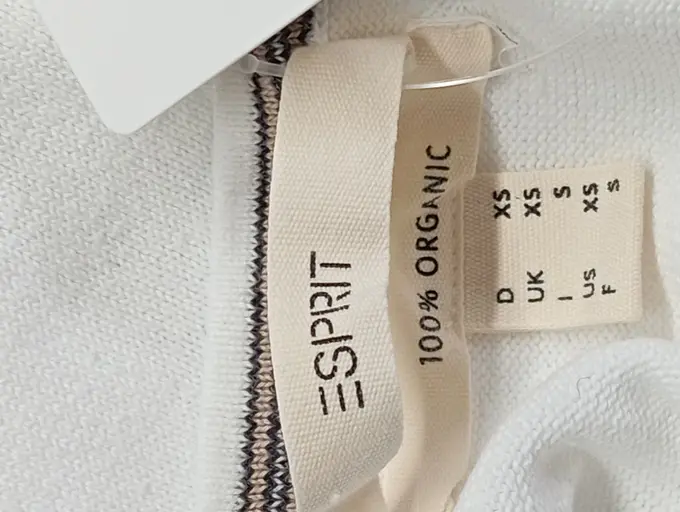 ESPRIT
100% ORGANIC
D XS
UK XS
I S
US XS
F S